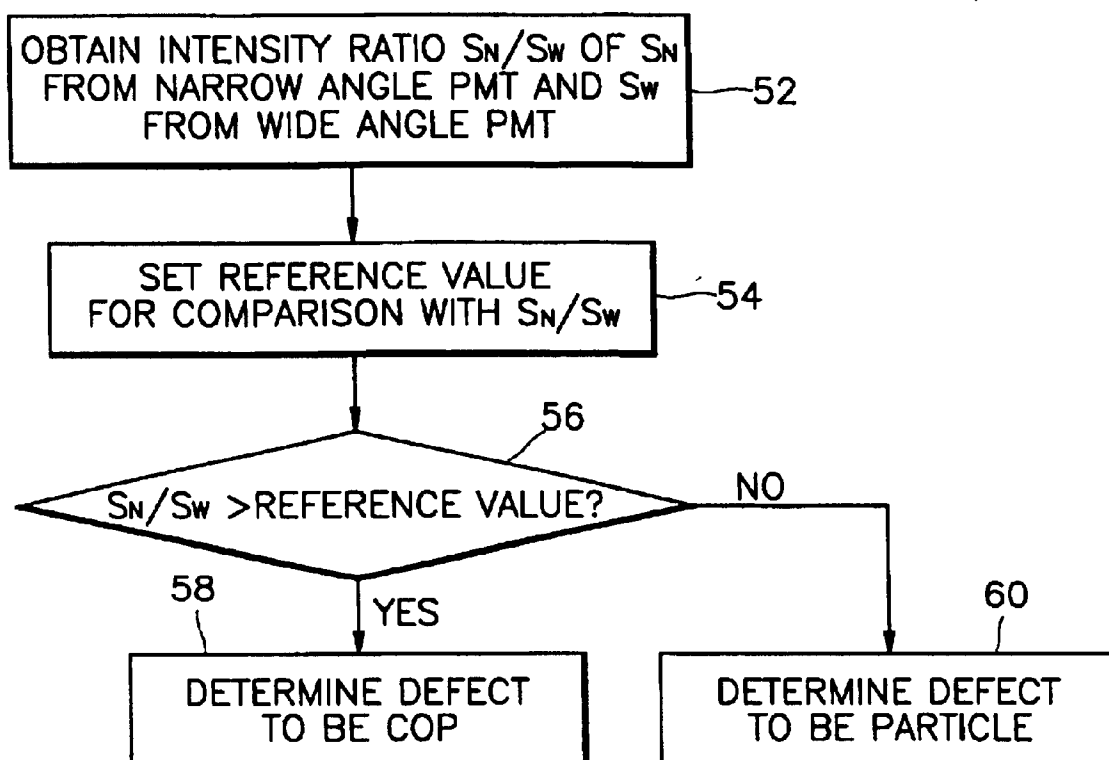 OBTAIN INTENSITY RATIO SN/SW OF SN
FROM NARROW ANGLE PMT AND SW
FROM WIDE ANGLE PMT
52
SET REFERENCE VALUE
FOR COMPARISON WITH SN/SW
54
56
SN/SW >REFERENCE VALUE?
NO
58
YES
60
DETERMINE DEFECT
TO BE COP
DETERMINE DEFECT
TO BE PARTICLE